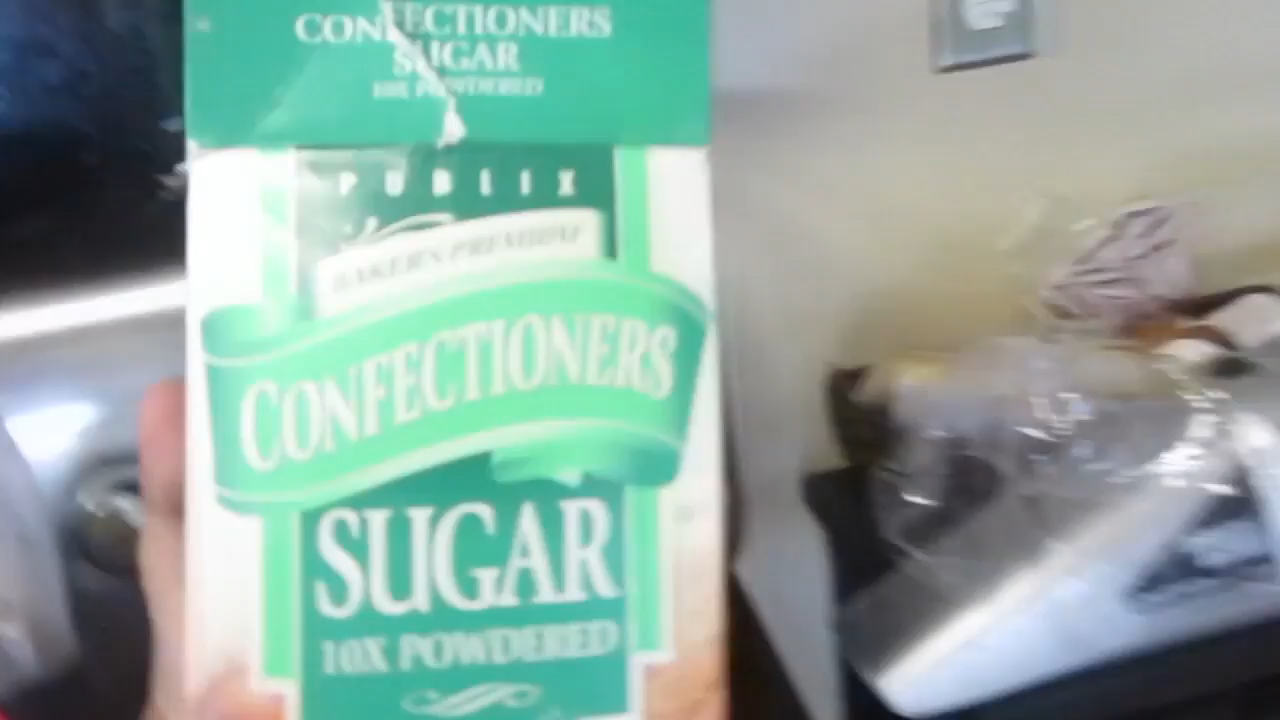 CONFECTIONERS
SUGAR
10X POWDERED
PUBLIX
BAKER'S PREMIUM
CONFECTIONERS
SUGAR
10X POWDERED